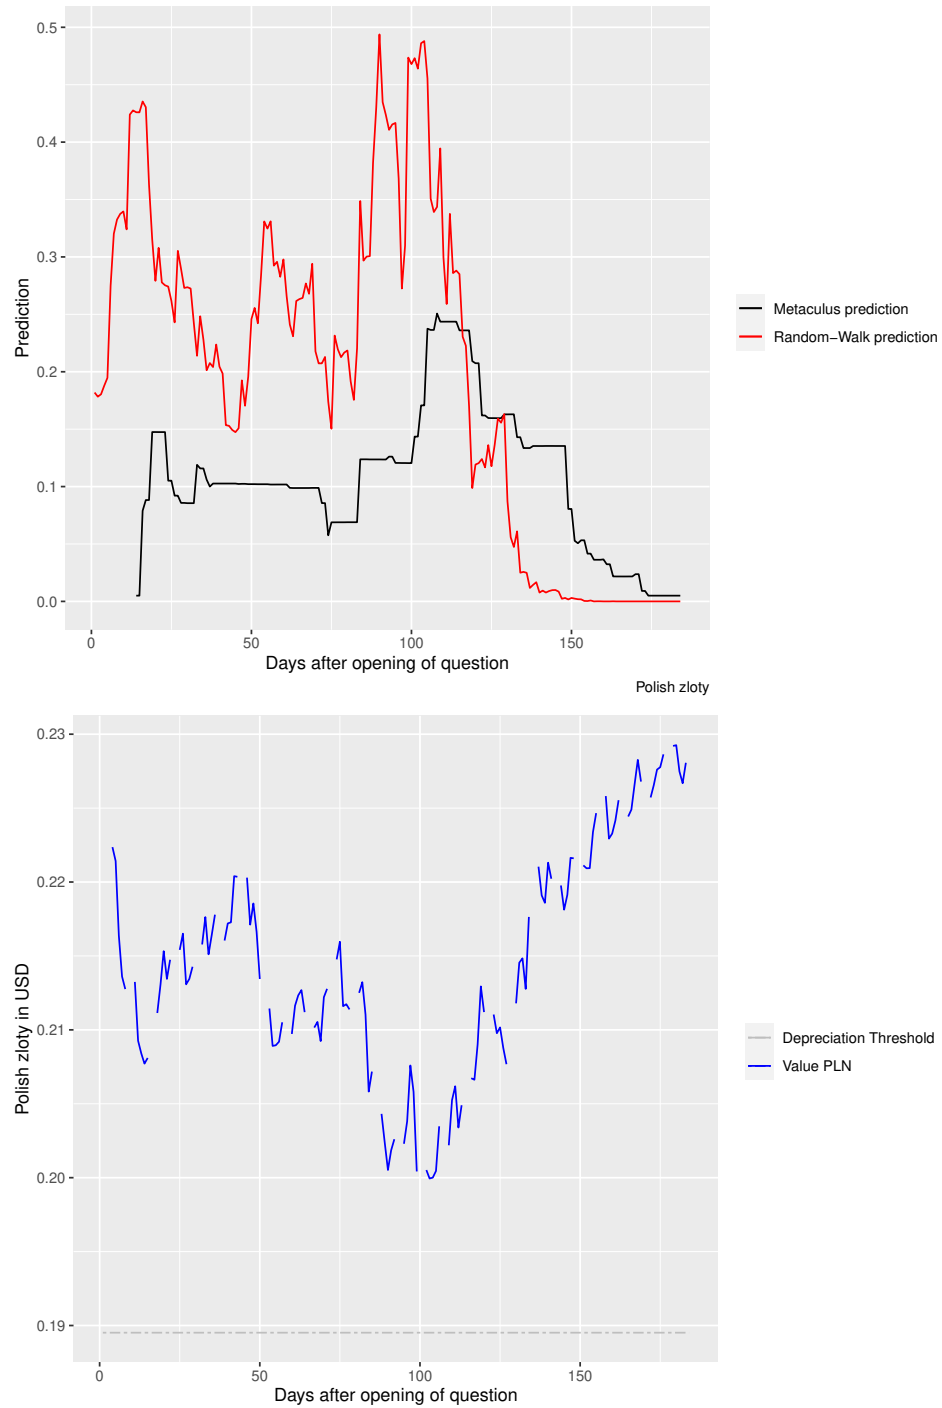 0.5
0.4
0.3
0.2
0.1
0.0
Prediction
0
50
100
150
Days after opening of question
Metaculus prediction
Random−Walk prediction
Polish zloty
0.23
0.22
0.21
0.20
0.19
Polish zloty in USD
0
50
100
150
Days after opening of question
Depreciation Threshold
Value PLN